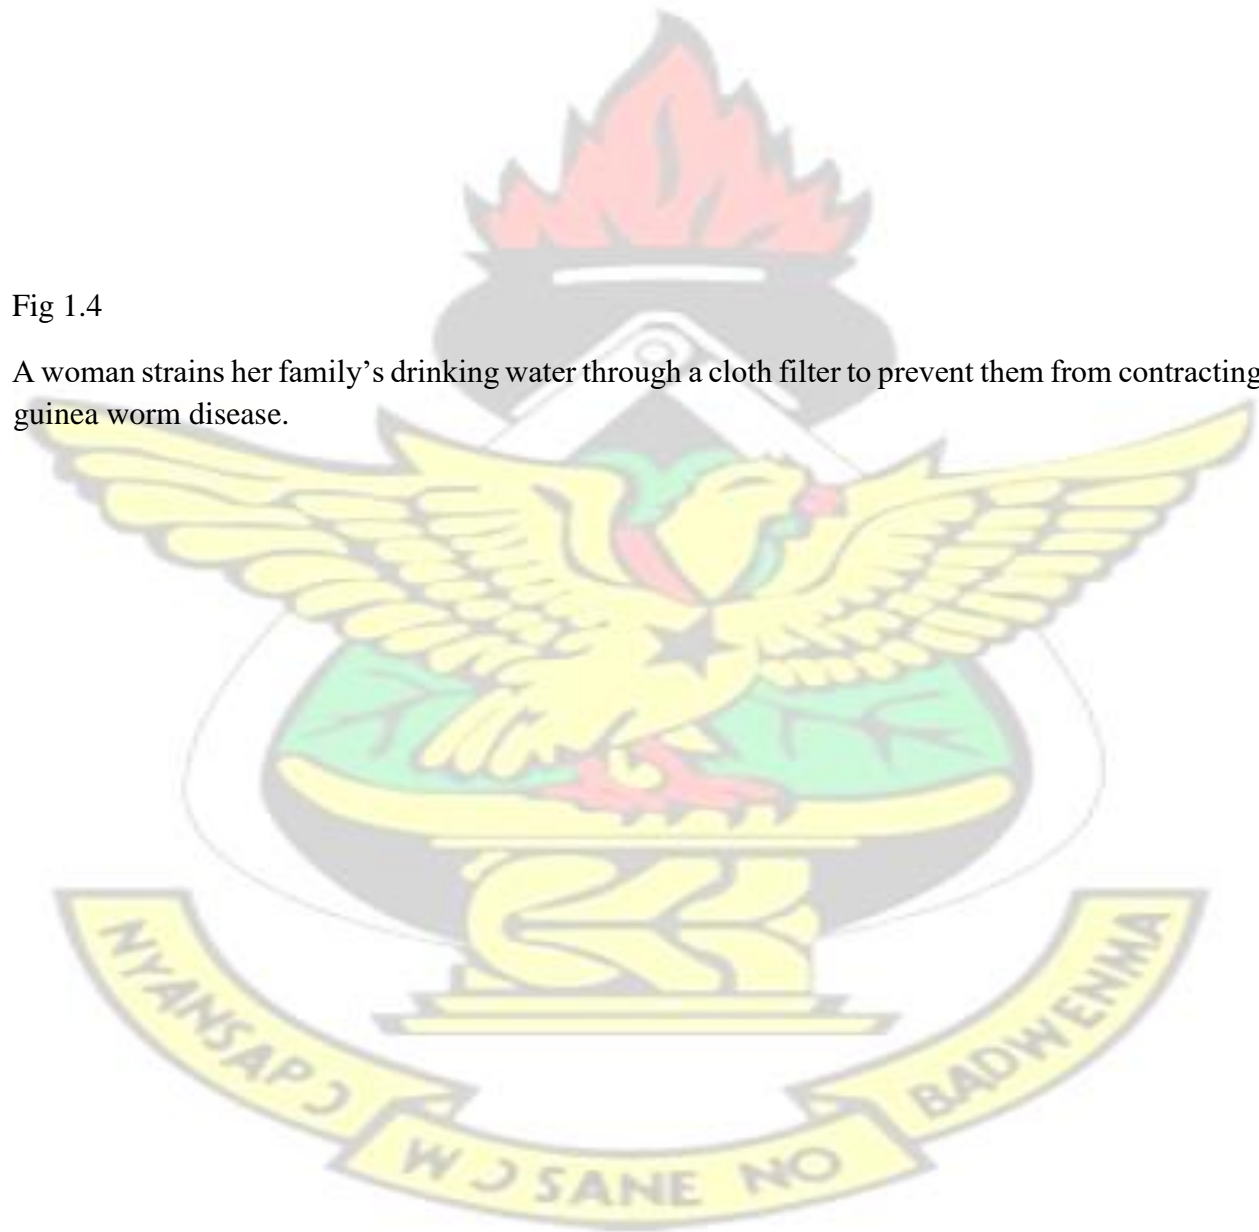 Fig 1.4
A woman strains her family’s drinking water through a cloth filter to prevent them from contracting
guinea worm disease.
NYANSAPƆ
WƆSANE NO
BADWENMA